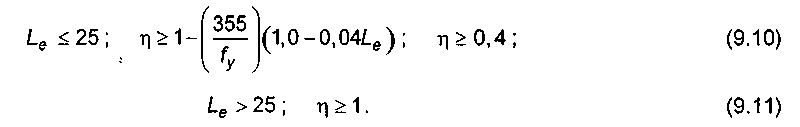 L_e ≤ 25 ; η ≥ 1–(355/f_y)(1,0–0,04L_e) ; η ≥ 0,4 ; (9.10)
L_e > 25 ; η ≥ 1. (9.11)